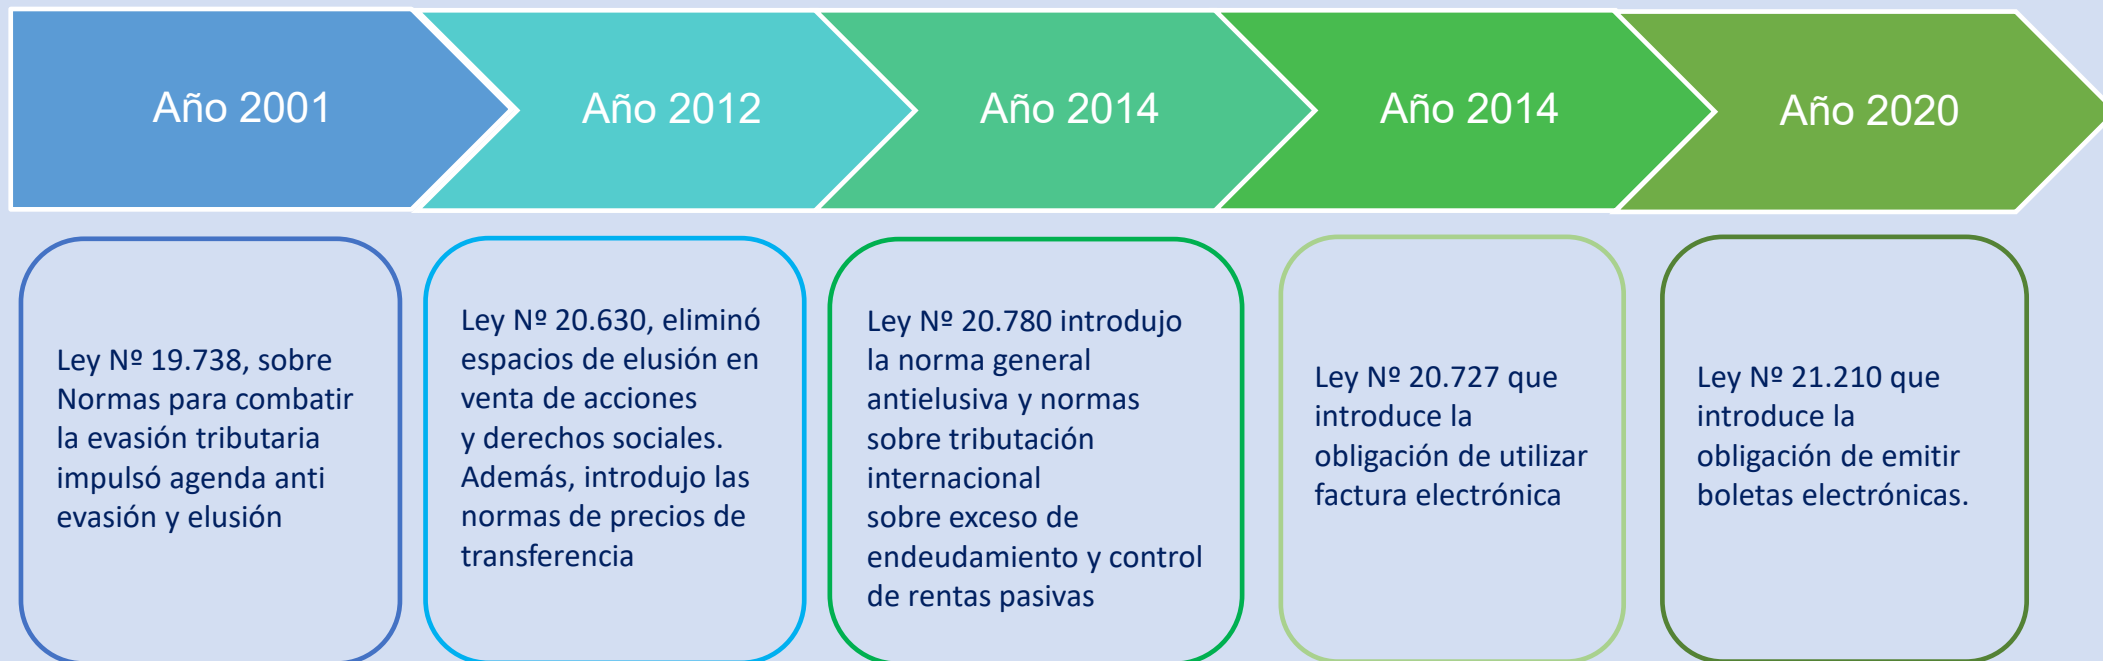 Año 2001
Año 2012
Año 2014
Año 2014
Año 2020
Ley Nº 19.738, sobre
Normas para combatir
la evasión tributaria
impulsó agenda anti
evasión y elusión
Ley Nº 20.630, eliminó
espacios de elusión en
venta de acciones
y derechos sociales.
Además, introdujo las
normas de precios de
transferencia
Ley Nº 20.780 introdujo
la norma general
antielusiva y normas
sobre tributación
internacional
sobre exceso de
endeudamiento y control
de rentas pasivas
Ley Nº 20.727 que
introduce la
obligación de utilizar
factura electrónica
Ley Nº 21.210 que
introduce la
obligación de emitir
boletas electrónicas.